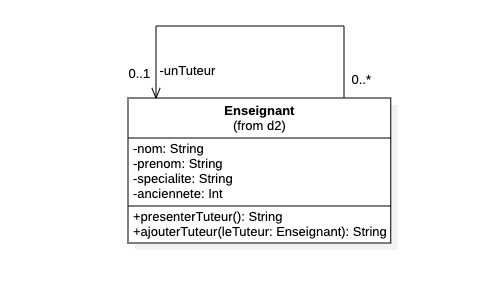 0..1
-unTuteur
0..*
Enseignant
(from d2)
-nom: String
-prenom: String
-specialite: String
-anciennete: Int
+presenterTuteur(): String
+ajouterTuteur(leTuteur: Enseignant): String